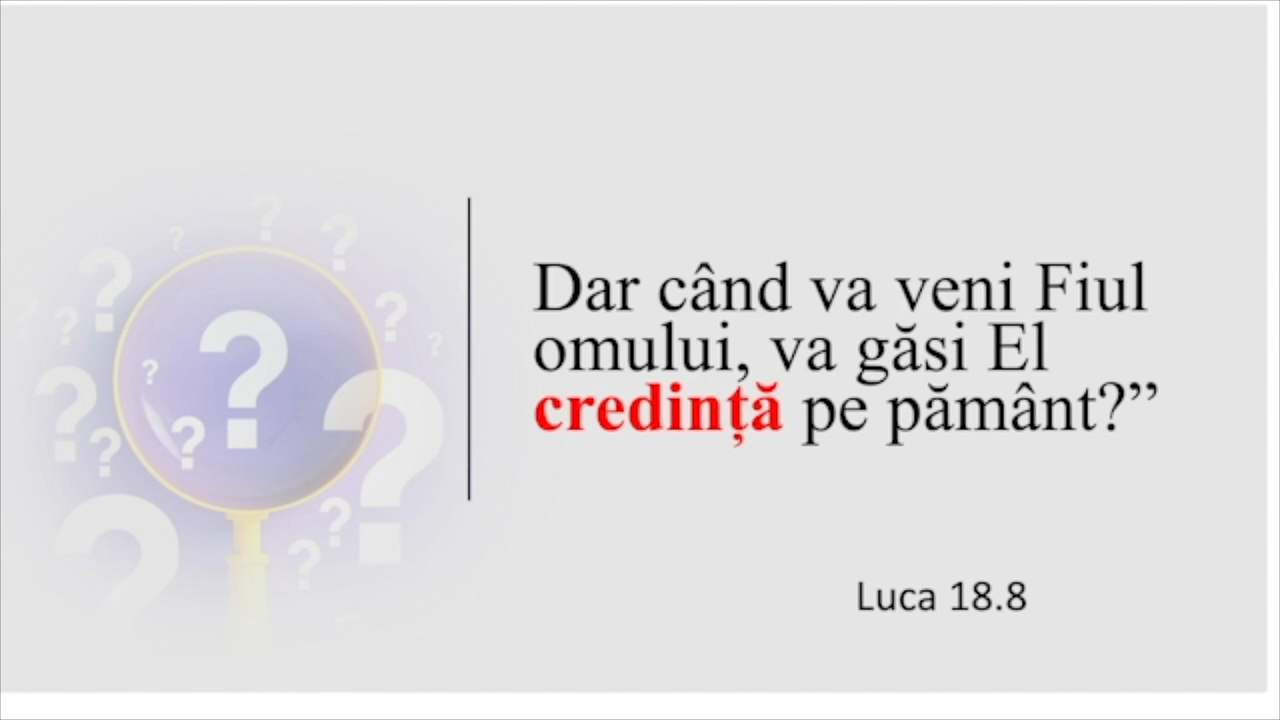 Dar când va veni Fiul
omului, va găsi El
credință pe pământ?”
Luca 18.8